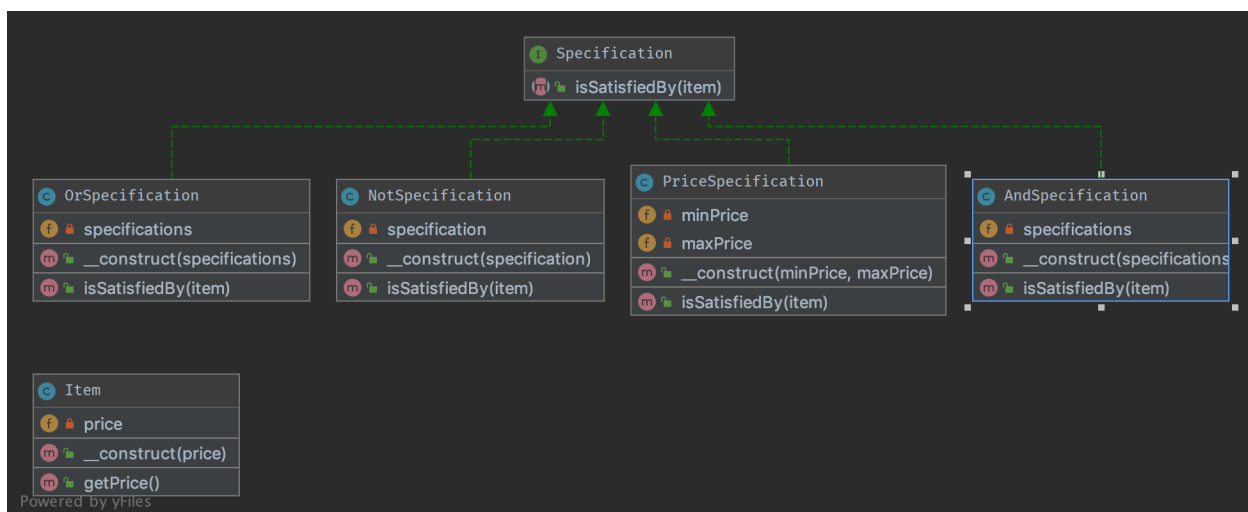 Specification
isSatisfiedBy(item)
OrSpecification
specifications
__construct(specifications)
isSatisfiedBy(item)
NotSpecification
specification
__construct(specification)
isSatisfiedBy(item)
PriceSpecification
minPrice
maxPrice
__construct(minPrice, maxPrice)
isSatisfiedBy(item)
AndSpecification
specifications
__construct(specifications
isSatisfiedBy(item)
Item
price
__construct(price)
getPrice()
Powered by yFiles